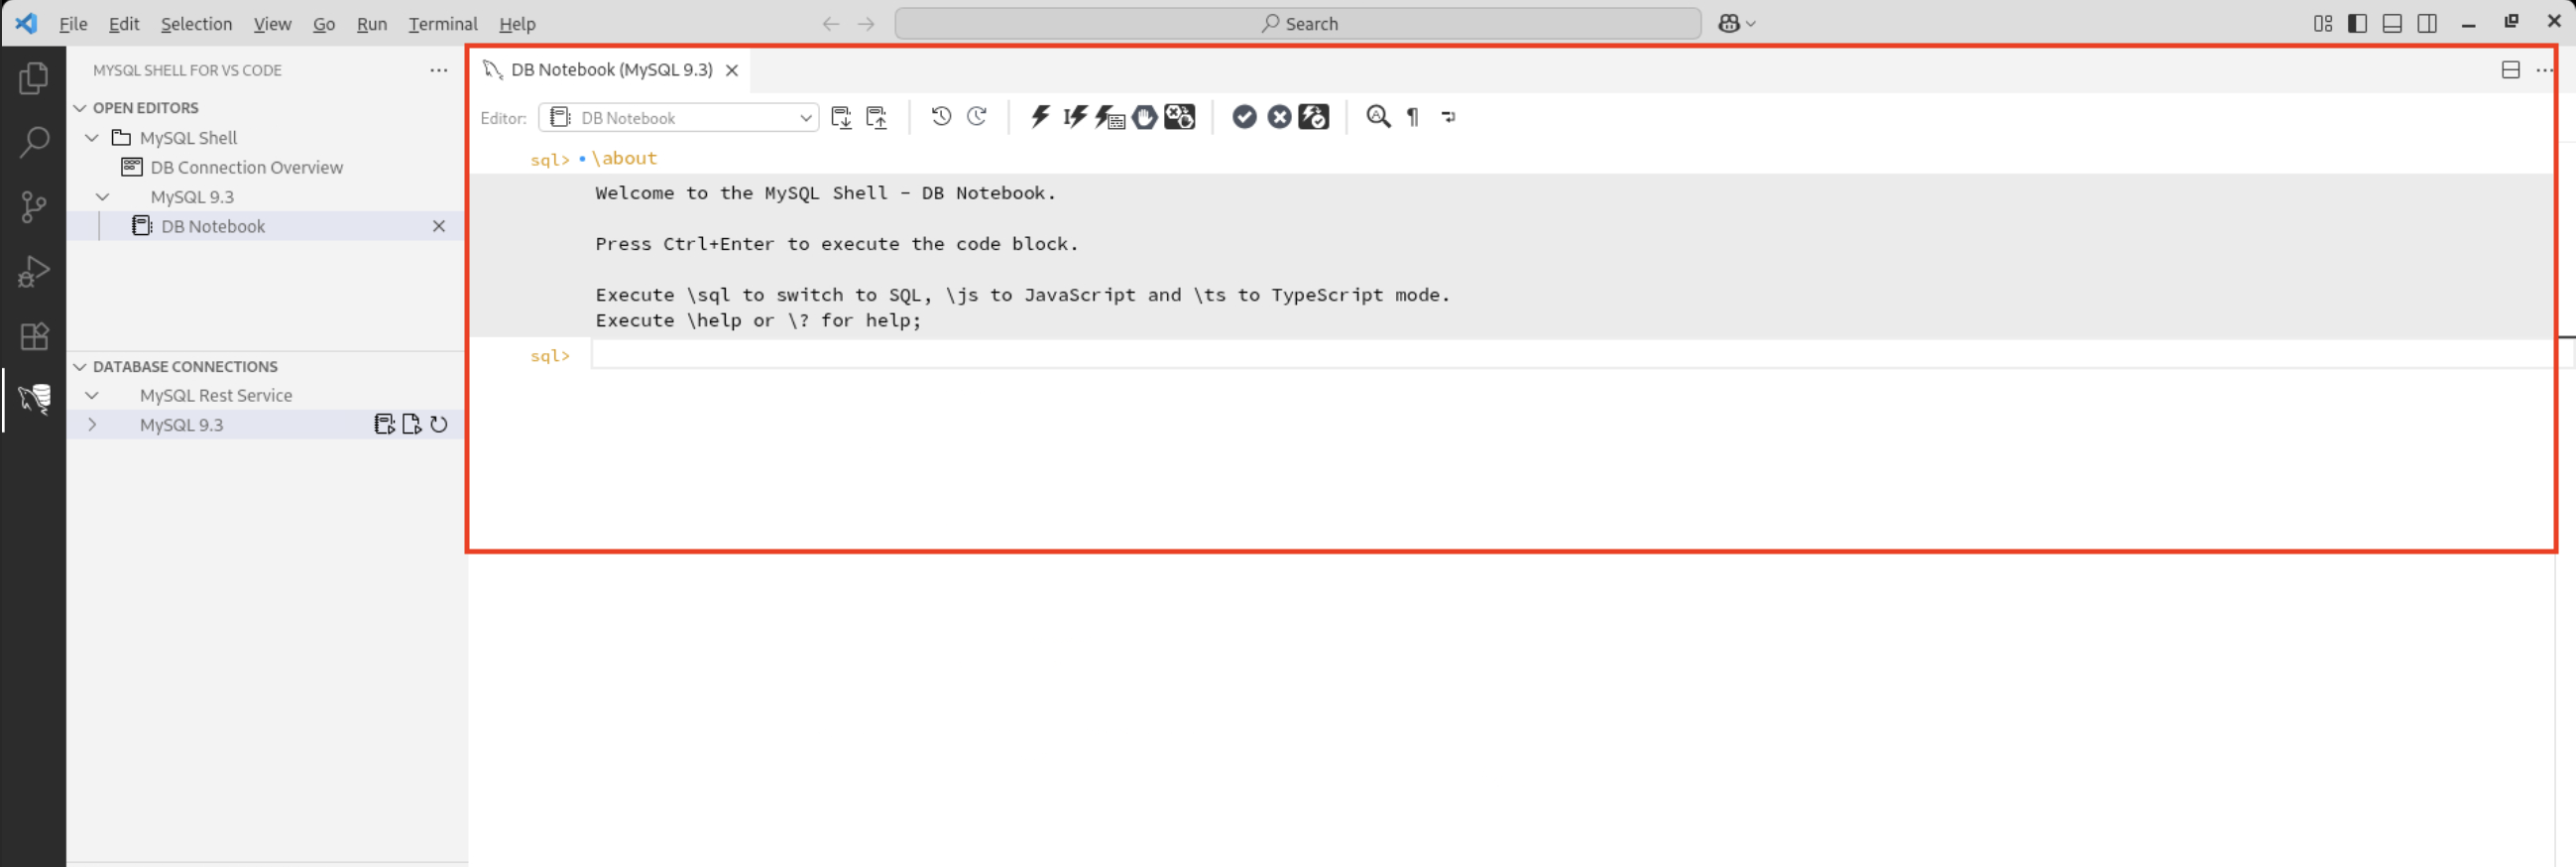 File Edit Selection View Go Run Terminal Help Search
MYSQL SHELL FOR VS CODE
OPEN EDITORS
MySQL Shell
DB Connection Overview
MySQL 9.3
DB Notebook
DATABASE CONNECTIONS
MySQL Rest Service
MySQL 9.3
DB Notebook (MySQL 9.3)
Editor: DB Notebook
sql> \about
Welcome to the MySQL Shell - DB Notebook.
Press Ctrl+Enter to execute the code block.
Execute \sql to switch to SQL, \js to JavaScript and \ts to TypeScript mode.
Execute \help or \? for help;
sql>